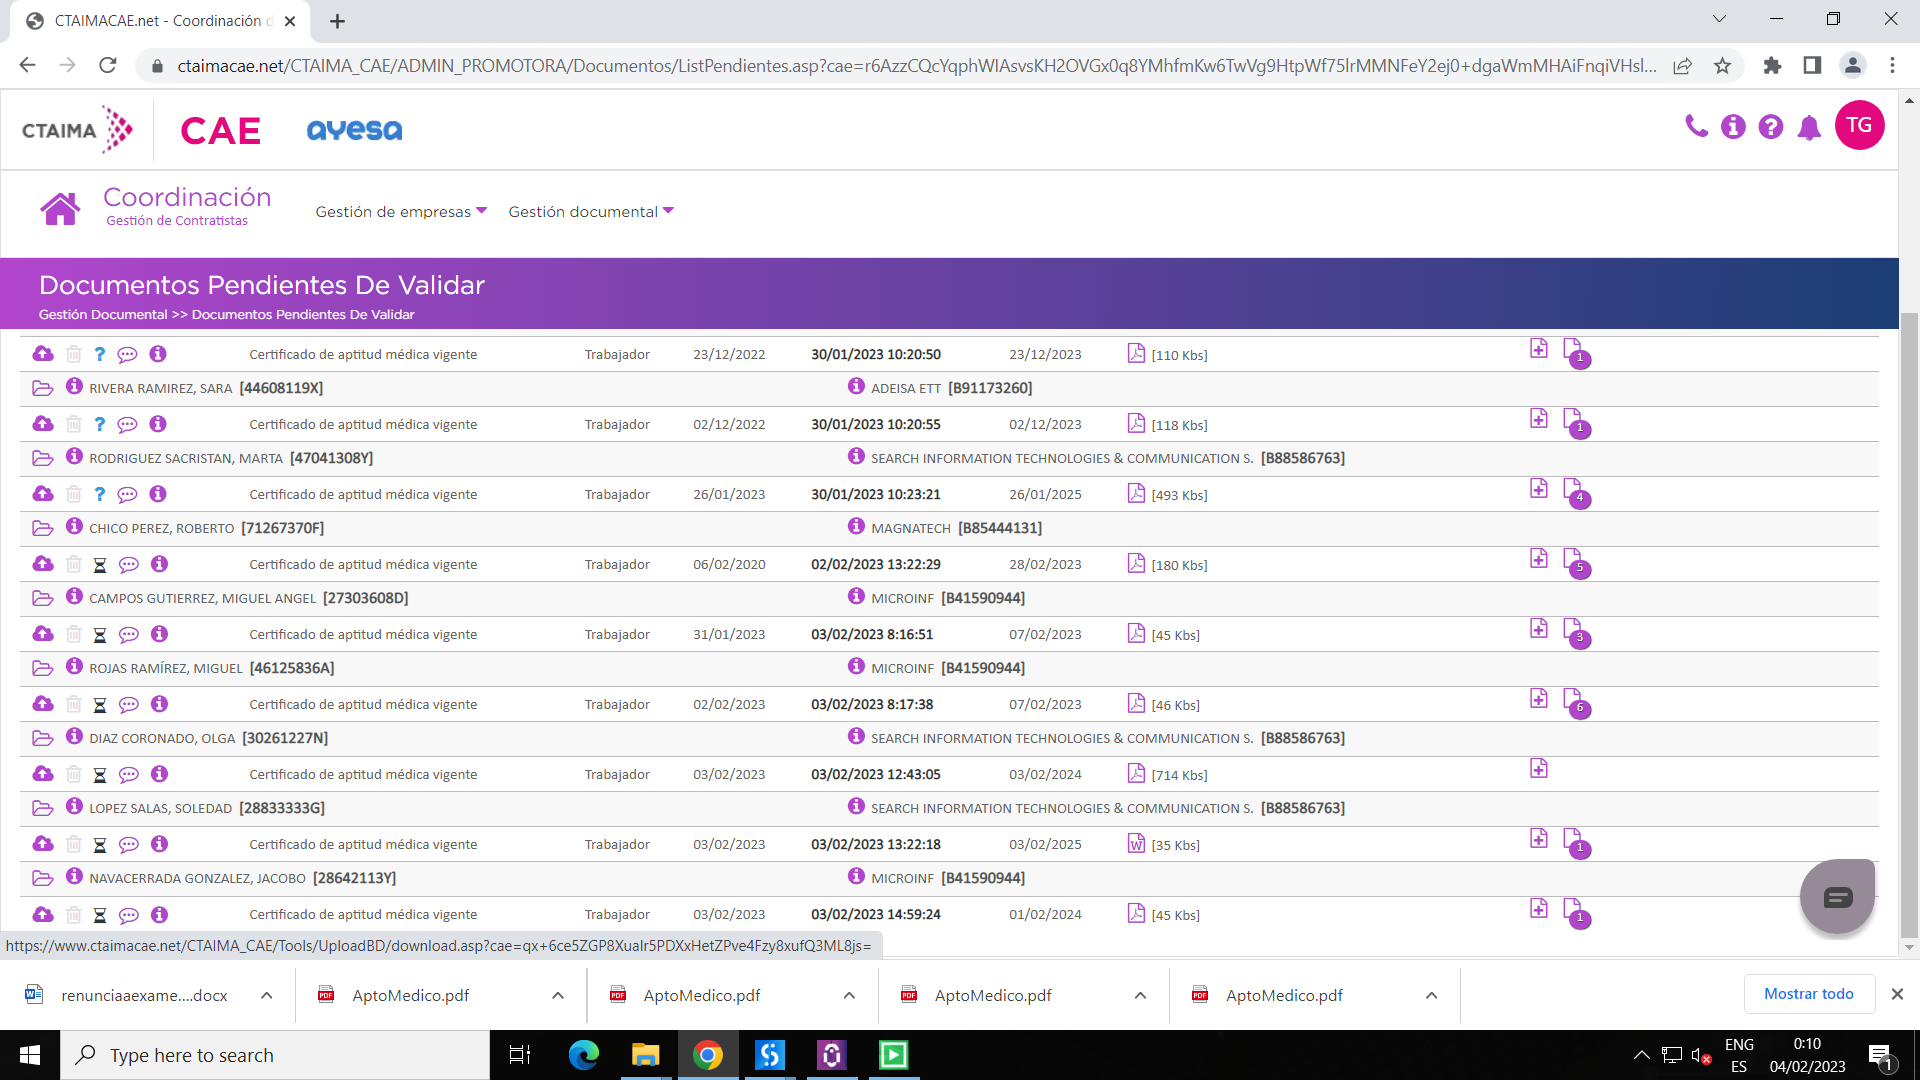 CTAIMACAE.net - Coordinación d
ctaimacae.net/CTAIMA_CAE/ADMIN_PROMOTORA/Documentos/ListPendientes.asp?cae=r6AzzCQcYqphWIAsvsKH2OVGx0q8YMhfmKw6TwVg9HtpWf75lrMMNFeY2ej0+dgaWmMHAiFnqiVHsl...
CTAIMA CAE ayesa TG
Coordinación
Gestión de Contratistas
Gestión de empresas Gestión documental
Documentos Pendientes De Validar
Gestión Documental >> Documentos Pendientes De Validar
? Certificado de aptitud médica vigente Trabajador 23/12/2022 30/01/2023 10:20:50 23/12/2023 [110 Kbs] 1
RIVERA RAMIREZ, SARA [44608119X] ADEISA ETT [B91173260]
? Certificado de aptitud médica vigente Trabajador 02/12/2022 30/01/2023 10:20:55 02/12/2023 [118 Kbs] 1
RODRIGUEZ SACRISTAN, MARTA [47041308Y] SEARCH INFORMATION TECHNOLOGIES & COMMUNICATION S. [B88586763]
? Certificado de aptitud médica vigente Trabajador 26/01/2023 30/01/2023 10:23:21 26/01/2025 [493 Kbs] 4
CHICO PEREZ, ROBERTO [71267370F] MAGNATECH [B85444131]
Certificado de aptitud médica vigente Trabajador 06/02/2020 02/02/2023 13:22:29 28/02/2023 [180 Kbs] 5
CAMPOS GUTIERREZ, MIGUEL ANGEL [27303608D] MICROINF [B41590944]
Certificado de aptitud médica vigente Trabajador 31/01/2023 03/02/2023 8:16:51 07/02/2023 [45 Kbs] 3
ROJAS RAMÍREZ, MIGUEL [46125836A] MICROINF [B41590944]
Certificado de aptitud médica vigente Trabajador 02/02/2023 03/02/2023 8:17:38 07/02/2023 [46 Kbs] 6
DIAZ CORONADO, OLGA [30261227N] SEARCH INFORMATION TECHNOLOGIES & COMMUNICATION S. [B88586763]
Certificado de aptitud médica vigente Trabajador 03/02/2023 03/02/2023 12:43:05 03/02/2024 [714 Kbs]
LOPEZ SALAS, SOLEDAD [28833333G] SEARCH INFORMATION TECHNOLOGIES & COMMUNICATION S. [B88586763]
Certificado de aptitud médica vigente Trabajador 03/02/2023 03/02/2023 13:22:18 03/02/2025 [35 Kbs] 1
NAVACERRADA GONZALEZ, JACOBO [28642113Y] MICROINF [B41590944]
Certificado de aptitud médica vigente Trabajador 03/02/2023 03/02/2023 14:59:24 01/02/2024 [45 Kbs] 1
https://www.ctaimacae.net/CTAIMA_CAE/Tools/UploadBD/download.asp?cae=qx+6ce5ZGP8XuaIr5PDXxHetZPve4Fzy8xufQ3ML8js=
renunciaaexame....docx AptoMedico.pdf AptoMedico.pdf AptoMedico.pdf AptoMedico.pdf Mostrar todo
Type here to search
ENG
ES
0:10
04/02/2023
1